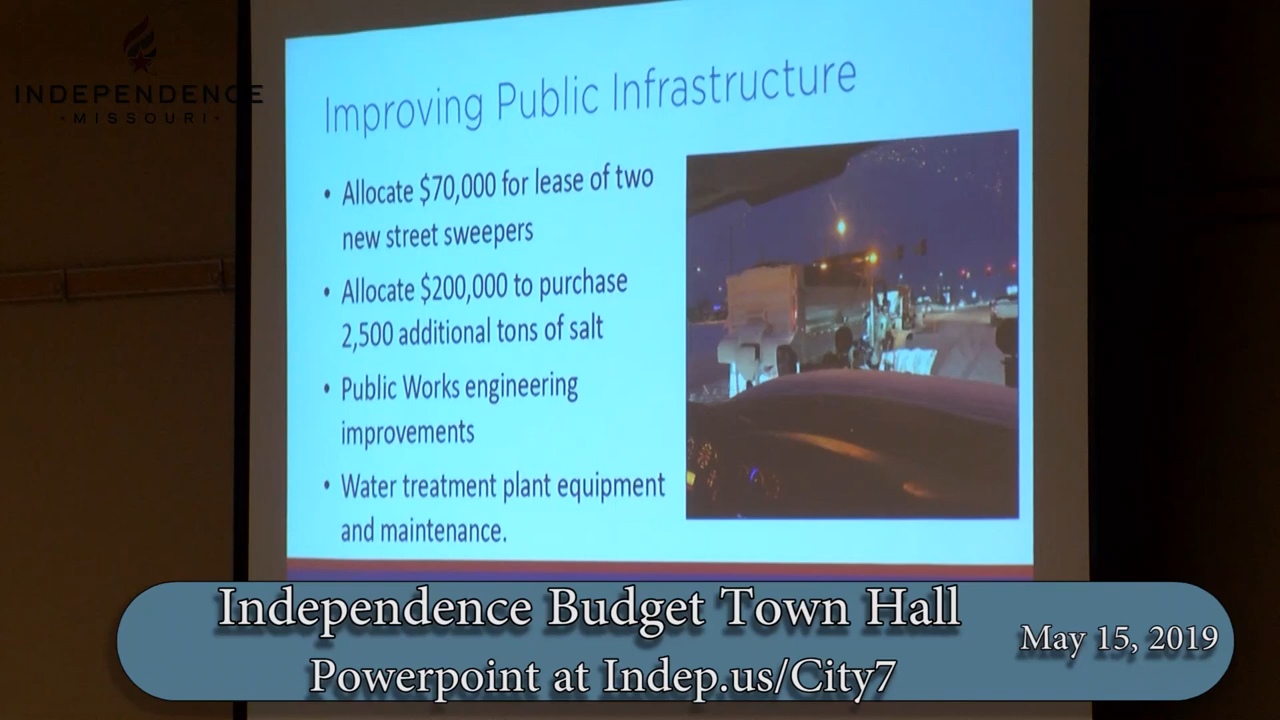 INDEPENDENCE
·MISSOURI·
Improving Public Infrastructure
• Allocate $70,000 for lease of two
new street sweepers
• Allocate $200,000 to purchase
2,500 additional tons of salt
• Public Works engineering
improvements
• Water treatment plant equipment
and maintenance.
Independence Budget Town Hall
Powerpoint at Indep.us/City7
May 15, 2019